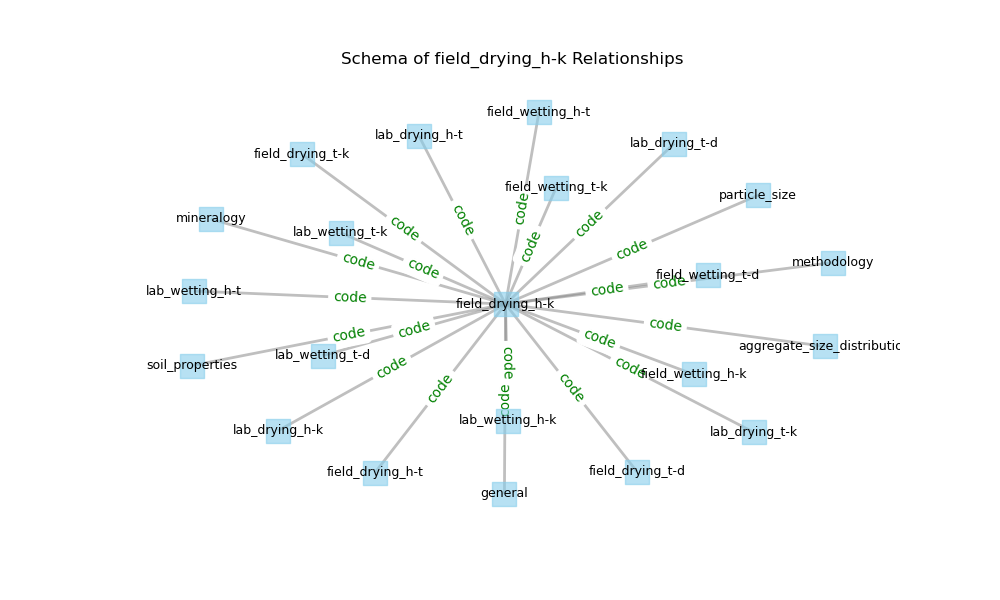 Schema of field_drying_h-k Relationships
field_wetting_h-t
lab_drying_h-t
lab_drying_t-d
field_drying_t-k
field_wetting_t-k
particle_size
code
mineralogy
code
code
code
lab_wetting_t-k
code
code
code
methodology
code
code
field_wetting_t-d
code
code
lab_wetting_h-t
code
field_drying_h-k
code
code
code
code
aggregate_size_distributic
lab_wetting_t-d
soil_properties
code
code
code
field_wetting_h-k
code
code
code
lab_wetting_h-k
lab_drying_h-k
lab_drying_t-k
field_drying_h-t
field_drying_t-d
general